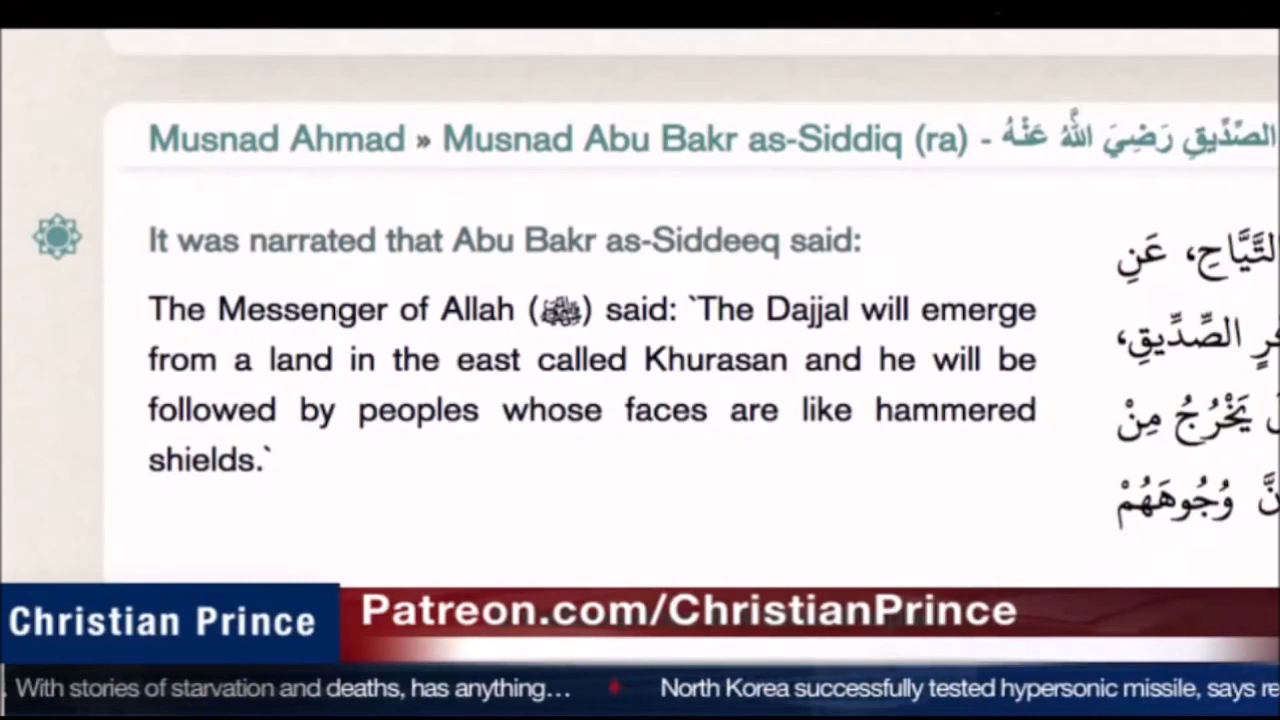 Musnad Ahmad » Musnad Abu Bakr as-Siddiq (ra) - الصِّدِّيقِ رَضِيَ اللَّهُ عَنْهُ
It was narrated that Abu Bakr as-Siddeeq said:
The Messenger of Allah (ﷺ) said: `The Dajjal will emerge
from a land in the east called Khurasan and he will be
followed by peoples whose faces are like hammered
shields.`
التَّيَّاحِ، عَنِ
الصِّدِّيقِ،
يَخْرُجُ مِنْ
وُجُوهَهُمْ
Christian Prince
Patreon.com/ChristianPrince
. With stories of starvation and deaths, has anything… North Korea successfully tested hypersonic missile, says re